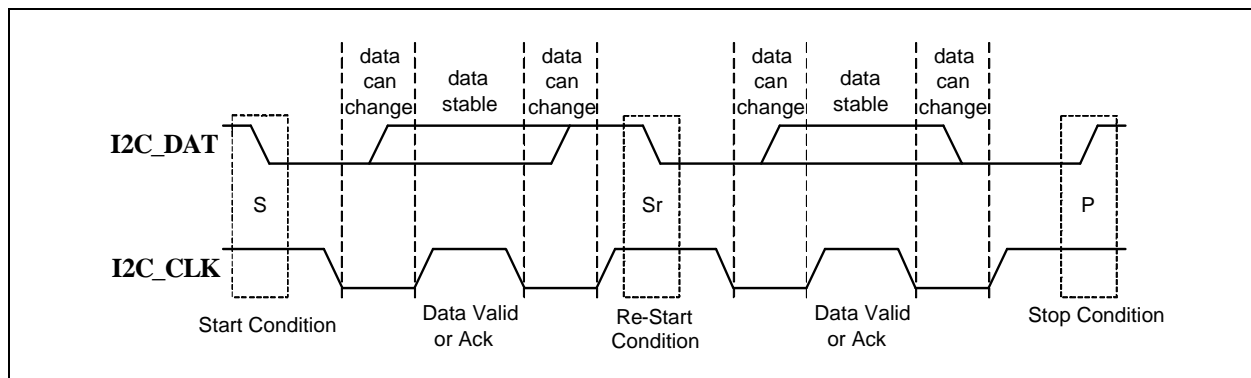 data
can
change
data
stable
data
can
change
data
can
change
data
stable
data
can
change
I2C_DAT
S
Sr
P
I2C_CLK
Start Condition
Data Valid
or Ack
Re-Start
Condition
Data Valid
or Ack
Stop Condition